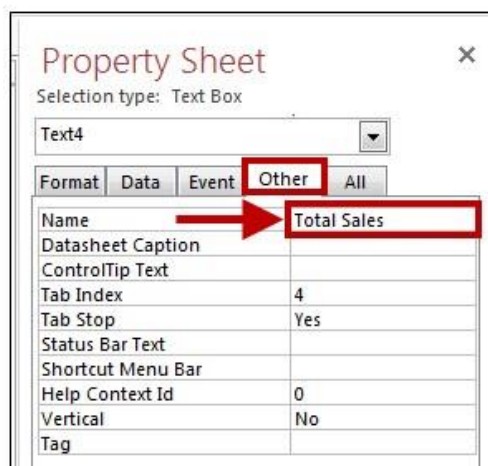 Property Sheet
Selection type: Text Box
Text4
Format Data Event Other All
Name Total Sales
Datasheet Caption
ControlTip Text
Tab Index 4
Tab Stop Yes
Status Bar Text
Shortcut Menu Bar
Help Context Id 0
Vertical No
Tag